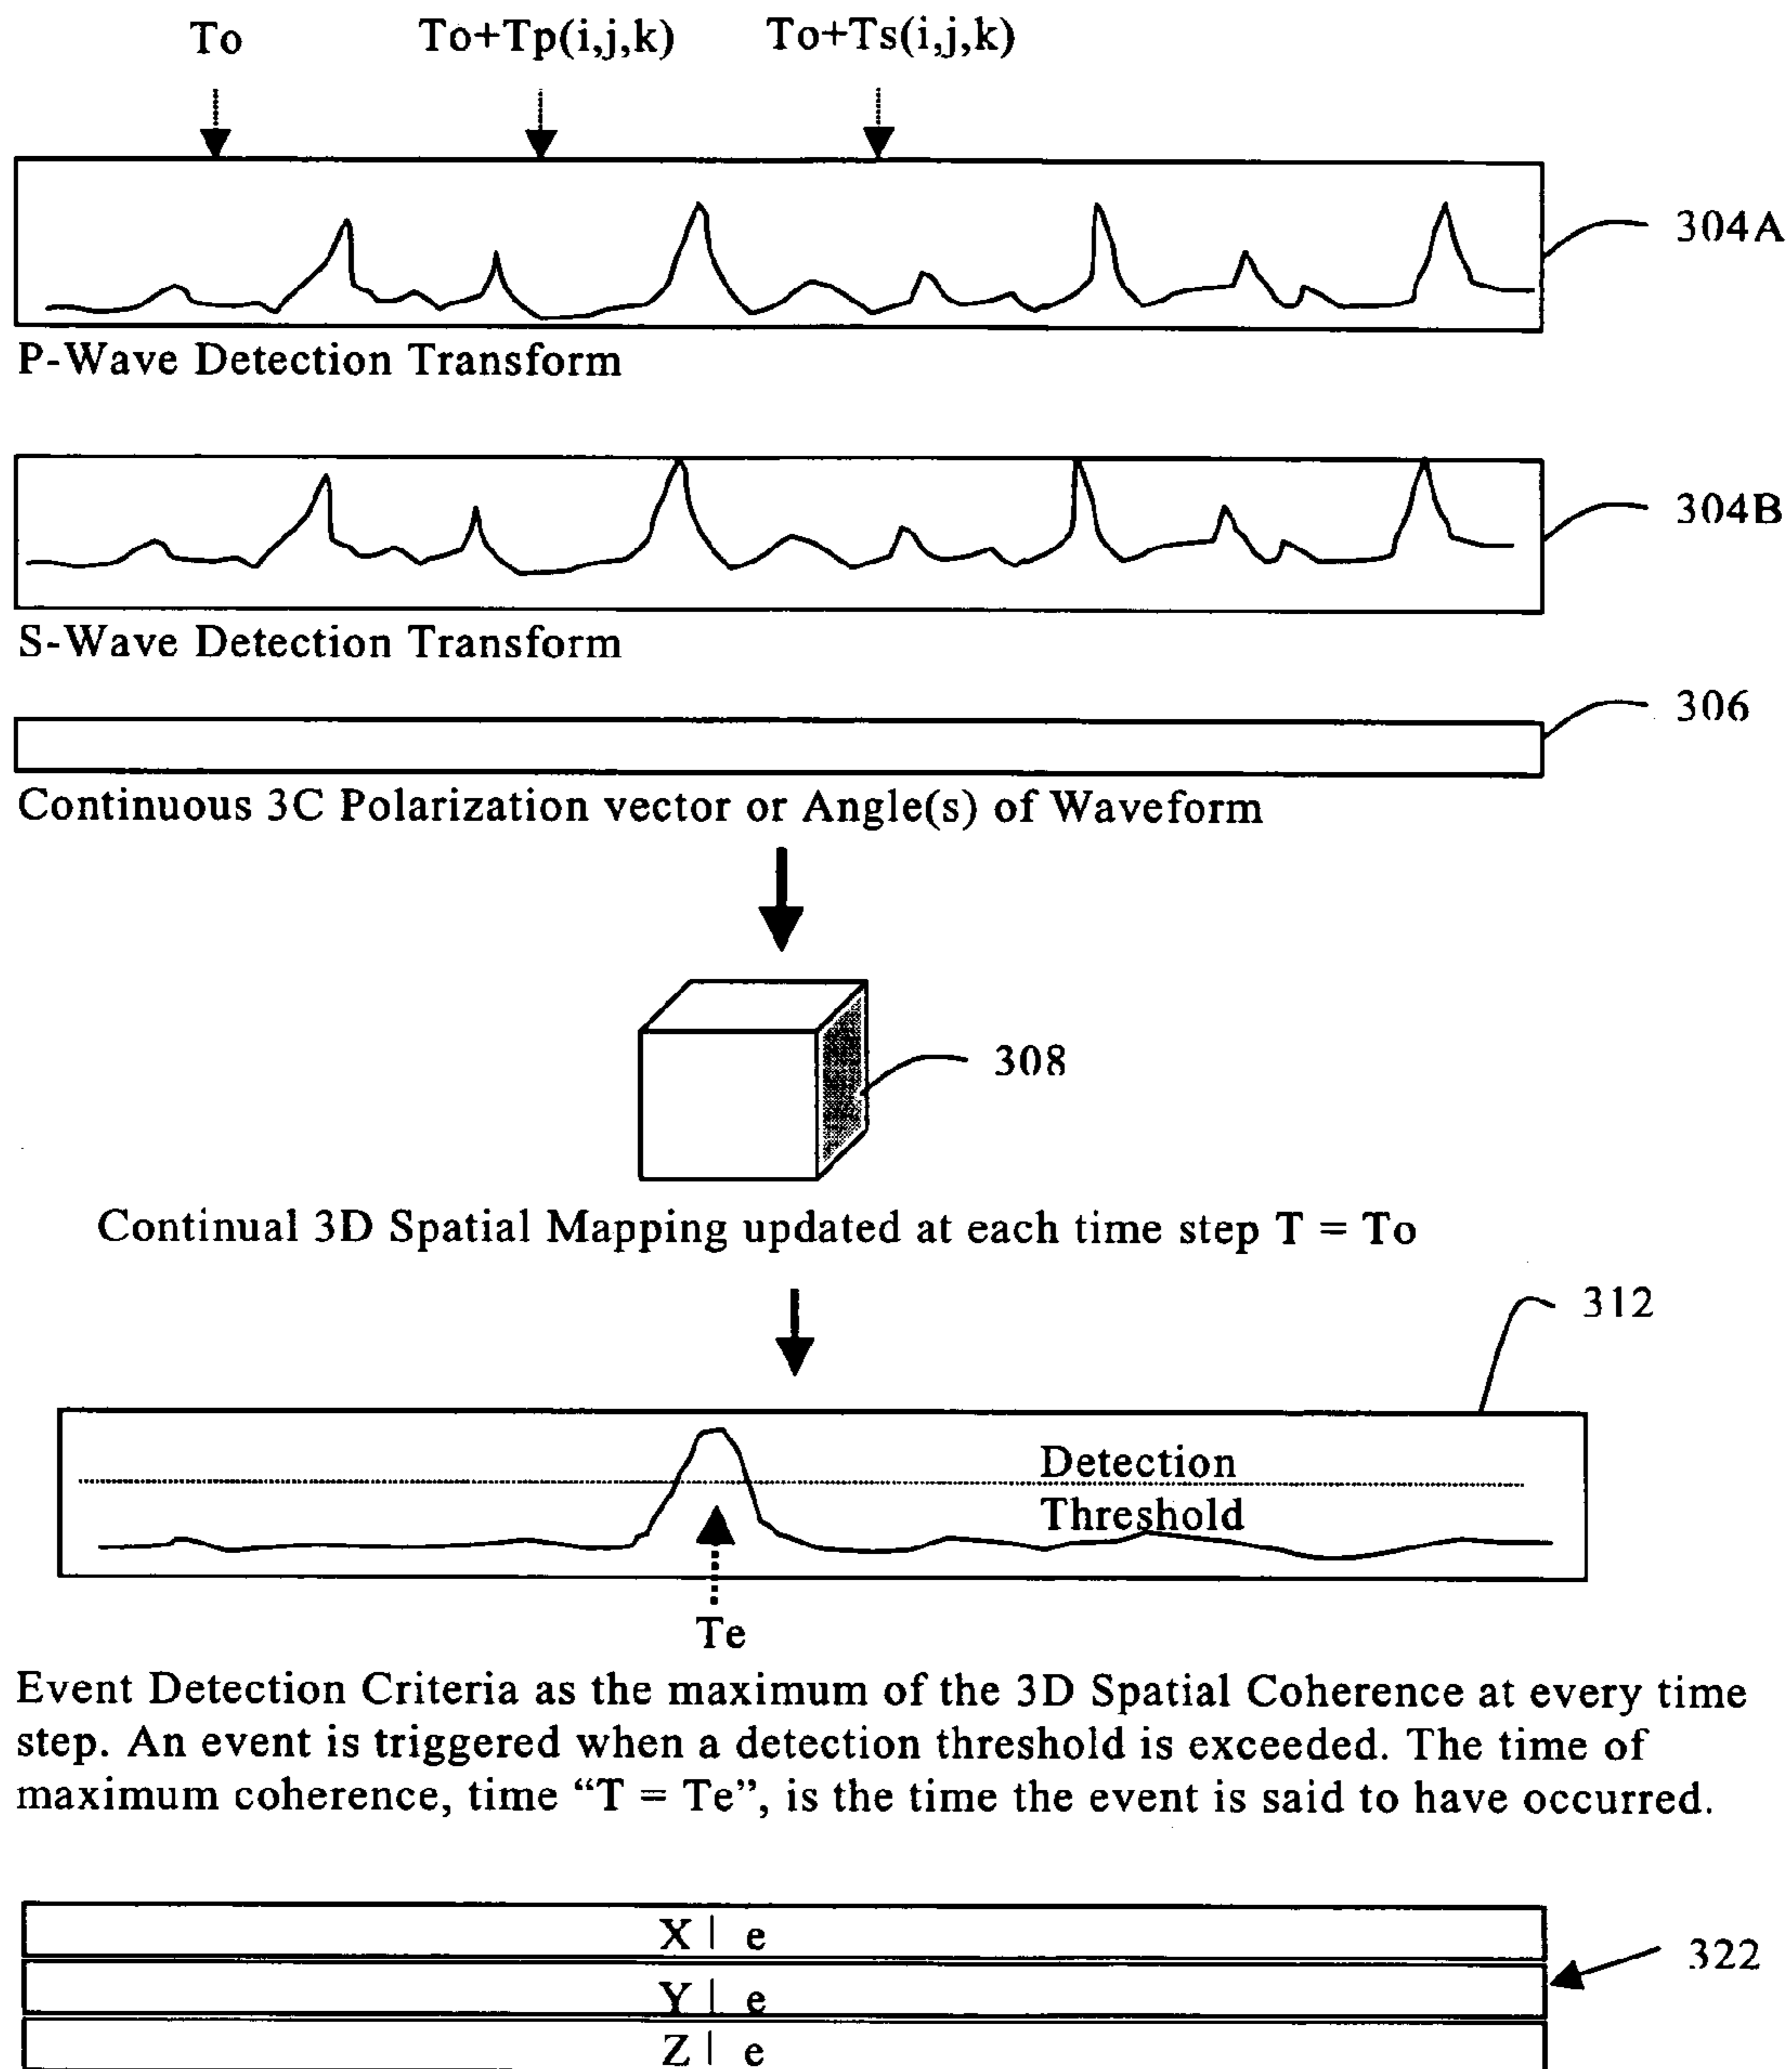 To To+Tp(i,j,k) To+Ts(i,j,k)
304A
P-Wave Detection Transform
304B
S-Wave Detection Transform
306
Continuous 3C Polarization vector or Angle(s) of Waveform
308
Continual 3D Spatial Mapping updated at each time step T = To
312
Detection
Threshold
Te
Event Detection Criteria as the maximum of the 3D Spatial Coherence at every time
step. An event is triggered when a detection threshold is exceeded. The time of
maximum coherence, time “T = Te”, is the time the event is said to have occurred.
X | e
322
Y | e
Z | e